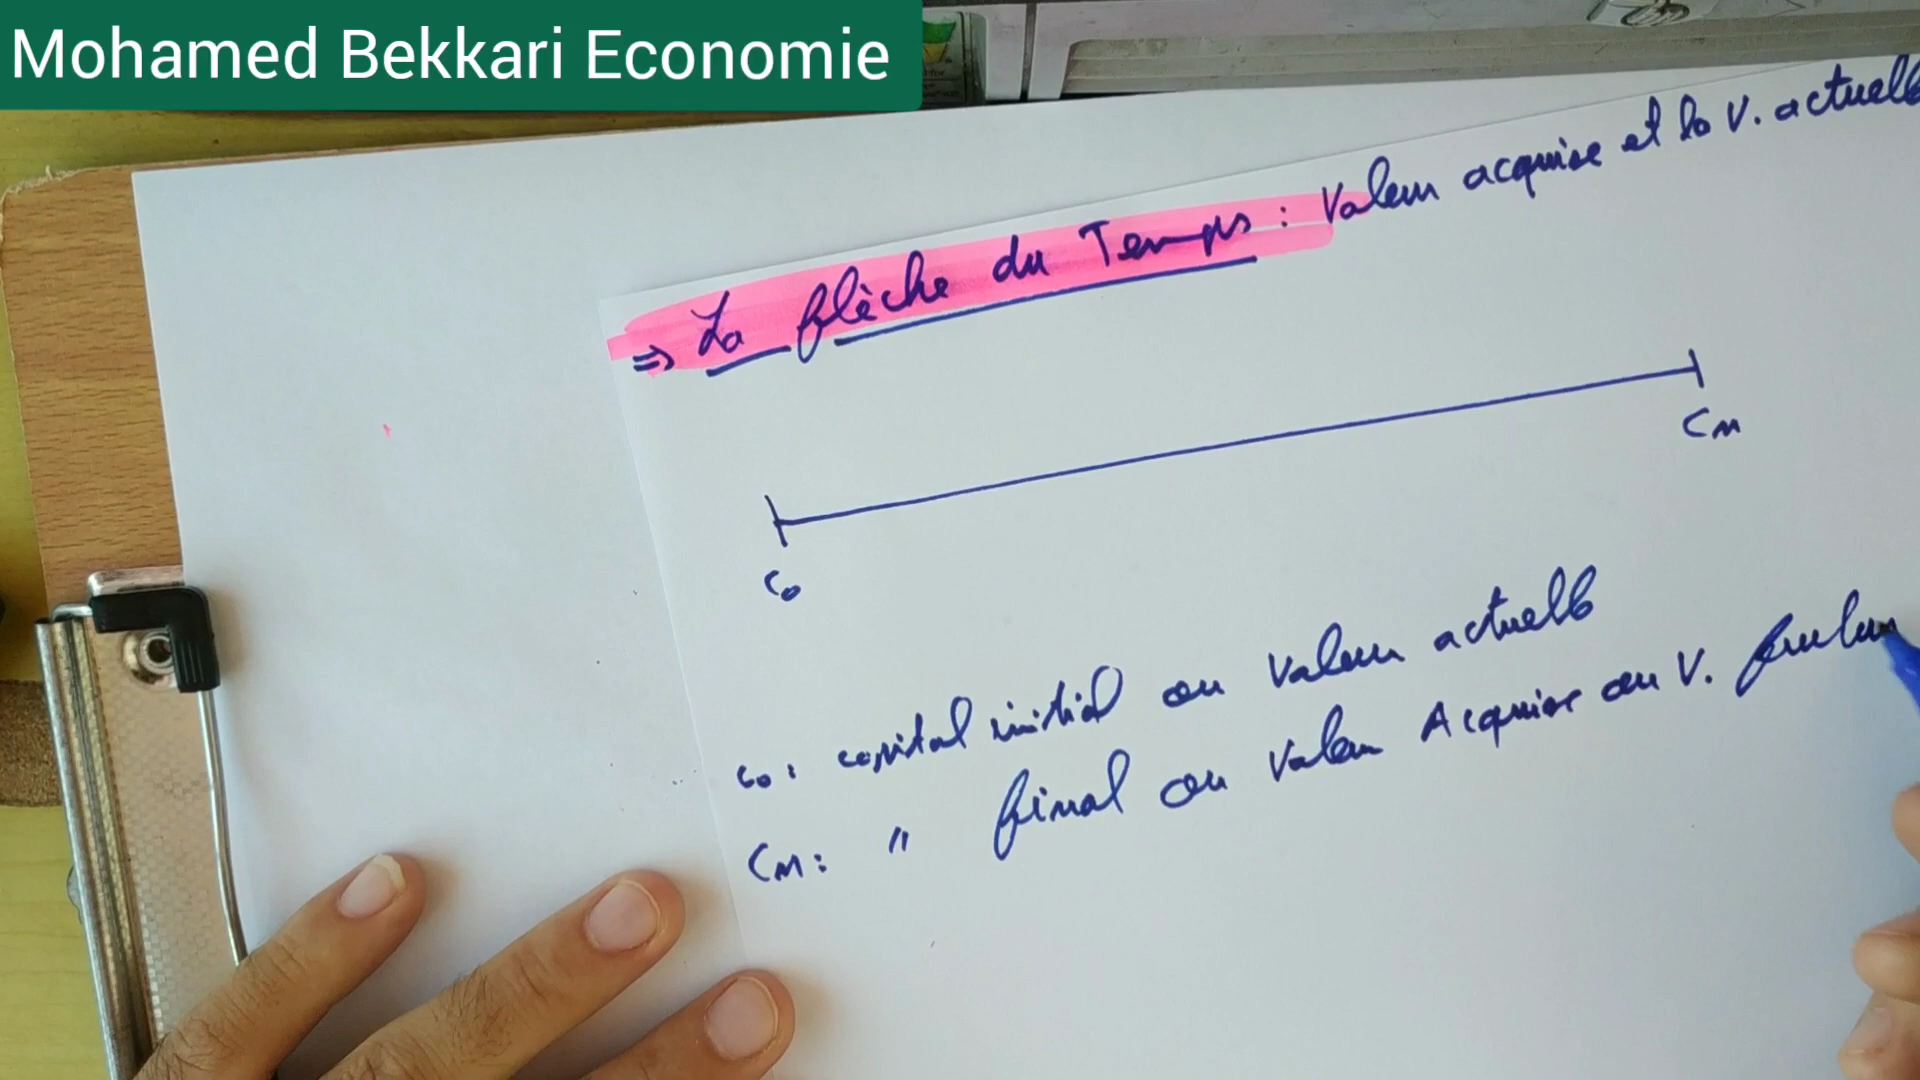 Mohamed Bekkari Economie
⇒ La flèche du Temps : Valeur acquise et la V. actuelle
C0
Cn
C0 : capital initial ou Valeur actuelle
Cn : " final ou Valeur Acquise ou V. future